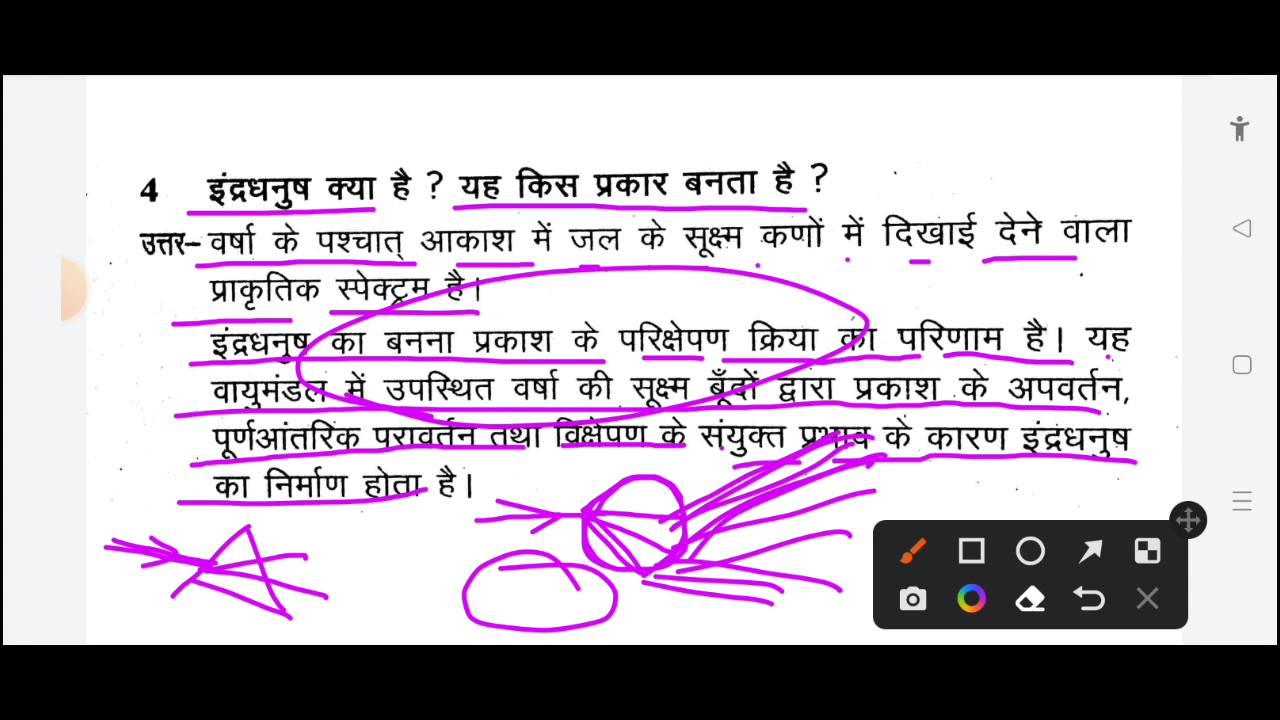 4 इंद्रधनुष क्या है ? यह किस प्रकार बनता है ?
उत्तर– वर्षा के पश्चात् आकाश में जल के सूक्ष्म कणों में दिखाई देने वाला
प्राकृतिक स्पेक्ट्रम है।
इंद्रधनुष का बनना प्रकाश के परिक्षेपण क्रिया का परिणाम है। यह
वायुमंडल में उपस्थित वर्षा की सूक्ष्म बूँदों द्वारा प्रकाश के अपवर्तन,
पूर्णआंतरिक परावर्तन तथा विक्षेपण के संयुक्त प्रभाव के कारण इंद्रधनुष
का निर्माण होता है।